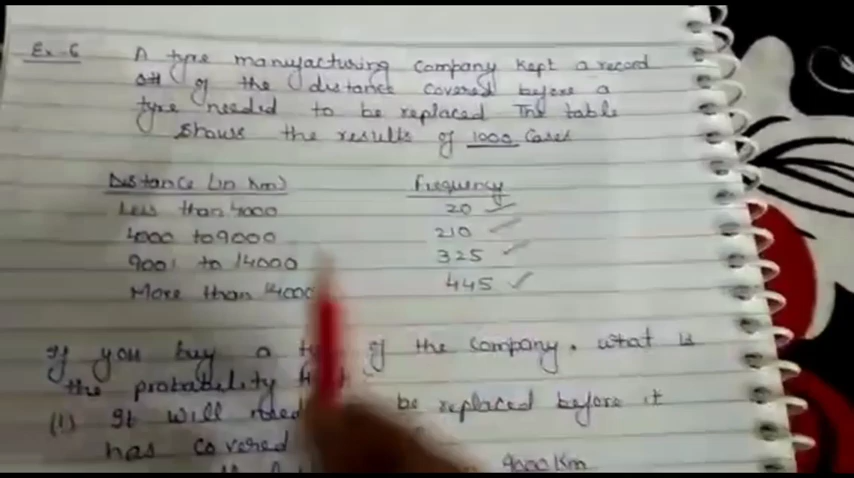 Ex-6 A tyre manufacturing company kept a record
of the distance covered before a
tyre needed to be replaced The table
shows the results of 1000 Cases
Distance (in Km) Frequency
Less than 4000 20
4000 to 9000 210
9001 to 14000 325
More than 14000 445
If you buy a of the company. what is
the probability
(1) It will need be replaced before it
has covered
4000 Km